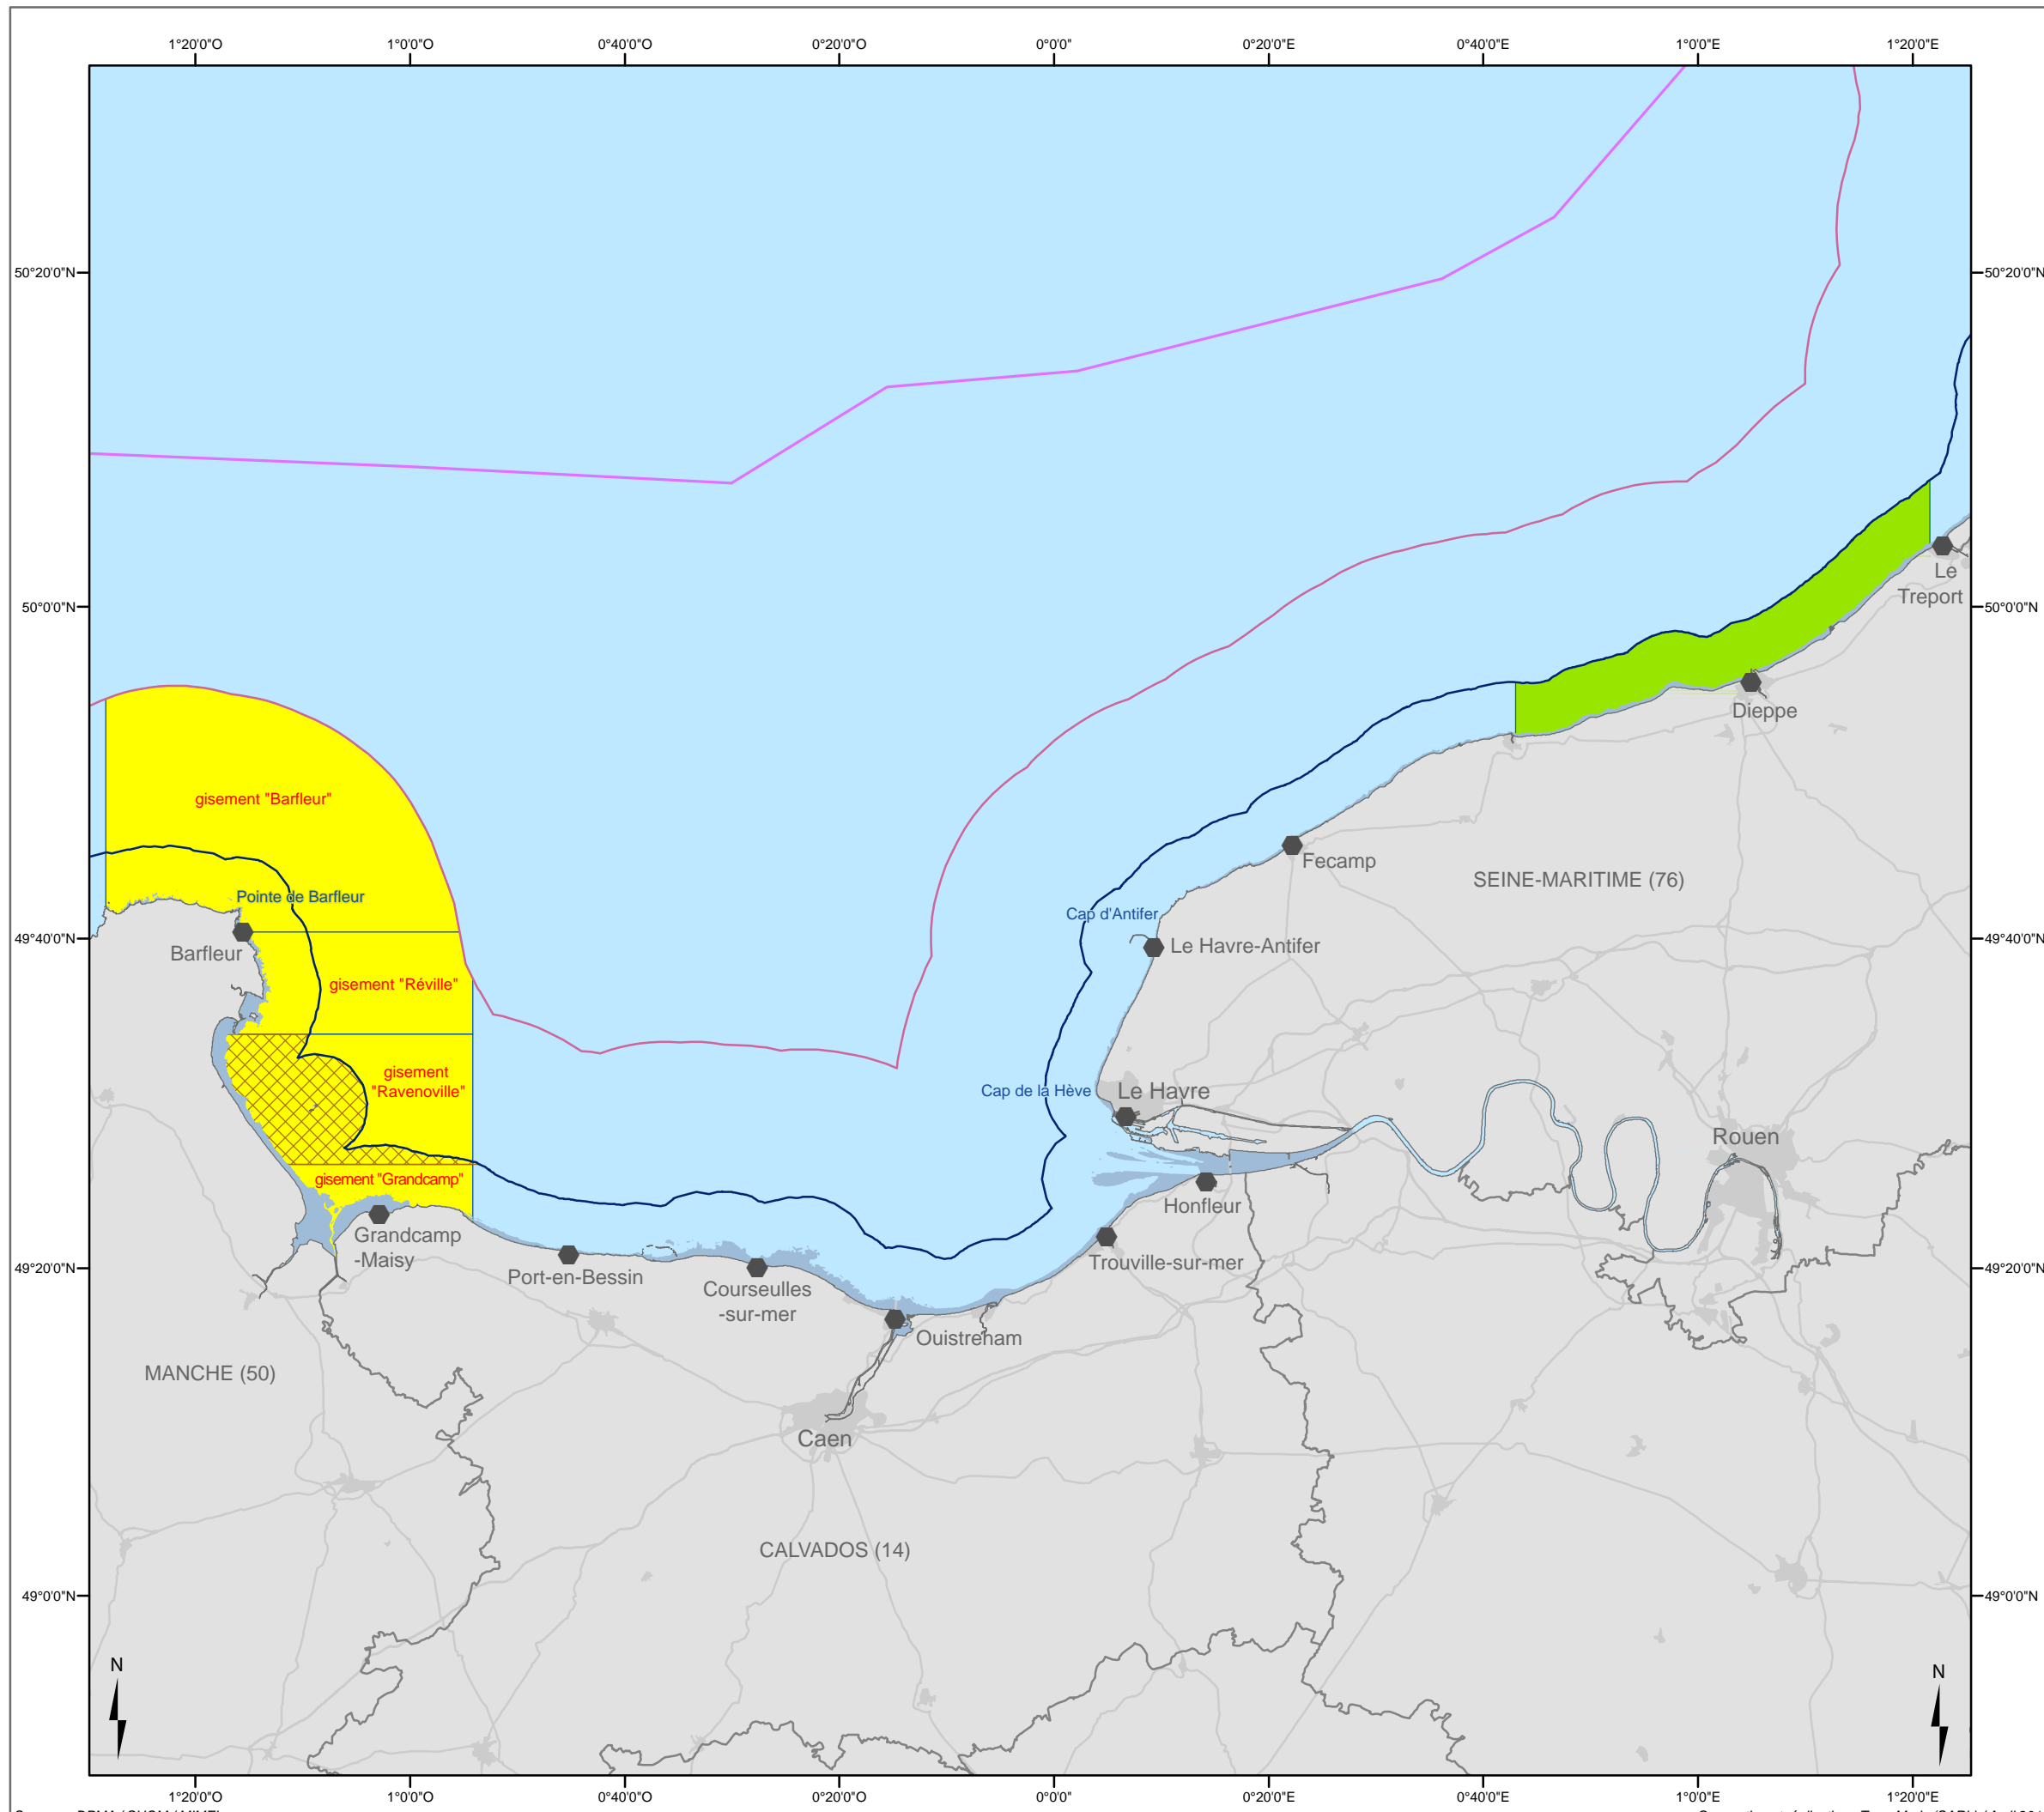 1°20'0"O 1°0'0"O 0°40'0"O 0°20'0"O 0°0'0" 0°20'0"E 0°40'0"E 1°0'0"E 1°20'0"E
50°20'0"N 50°20'0"N
50°0'0"N 50°0'0"N
Le
Treport
Dieppe
gisement "Barfleur"
Fecamp
SEINE-MARITIME (76)
Pointe de Barfleur
Cap d'Antifer
49°40'0"N 49°40'0"N
Barfleur
Le Havre-Antifer
gisement "Réville"
gisement
"Ravenoville"
Cap de la Hève
Le Havre
Rouen
gisement "Grandcamp"
Honfleur
Grandcamp
-Maisy
Trouville-sur-mer
49°20'0"N 49°20'0"N
Port-en-Bessin
Courseulles
-sur-mer
Ouistreham
MANCHE (50)
Caen
CALVADOS (14)
49°0'0"N 49°0'0"N
N N
1°20'0"O 1°0'0"O 0°40'0"O 0°20'0"O 0°0'0" 0°20'0"E 0°40'0"E 1°0'0"E 1°20'0"E